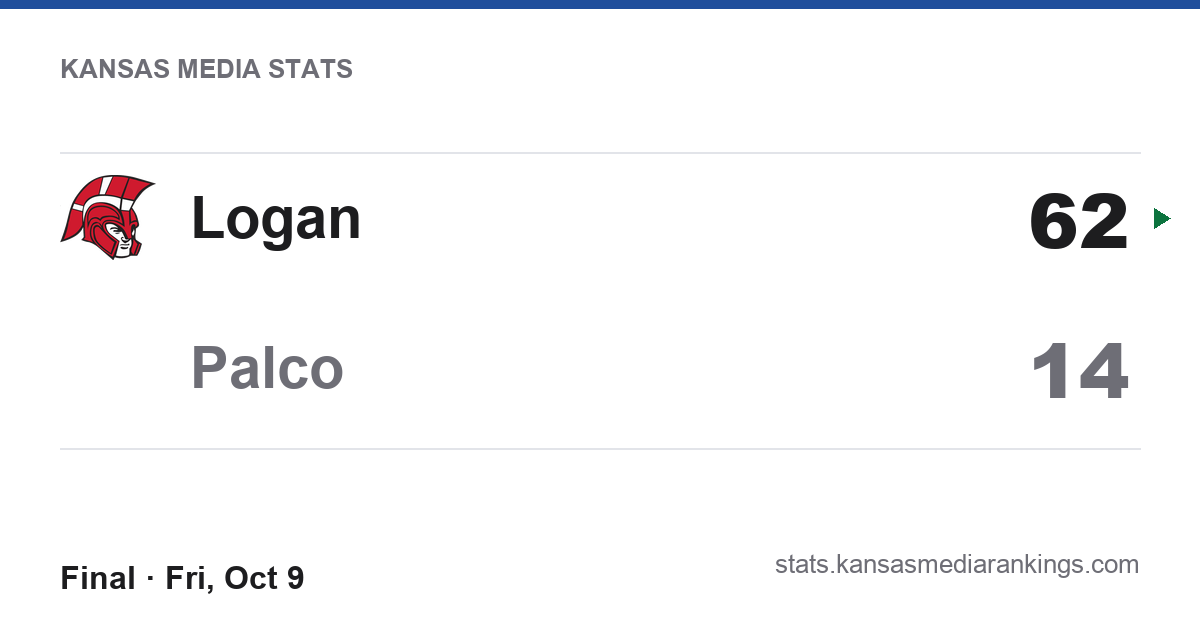 KANSAS MEDIA STATS
Logan 62
Palco 14
Final · Fri, Oct 9
stats.kansasmediarankings.com